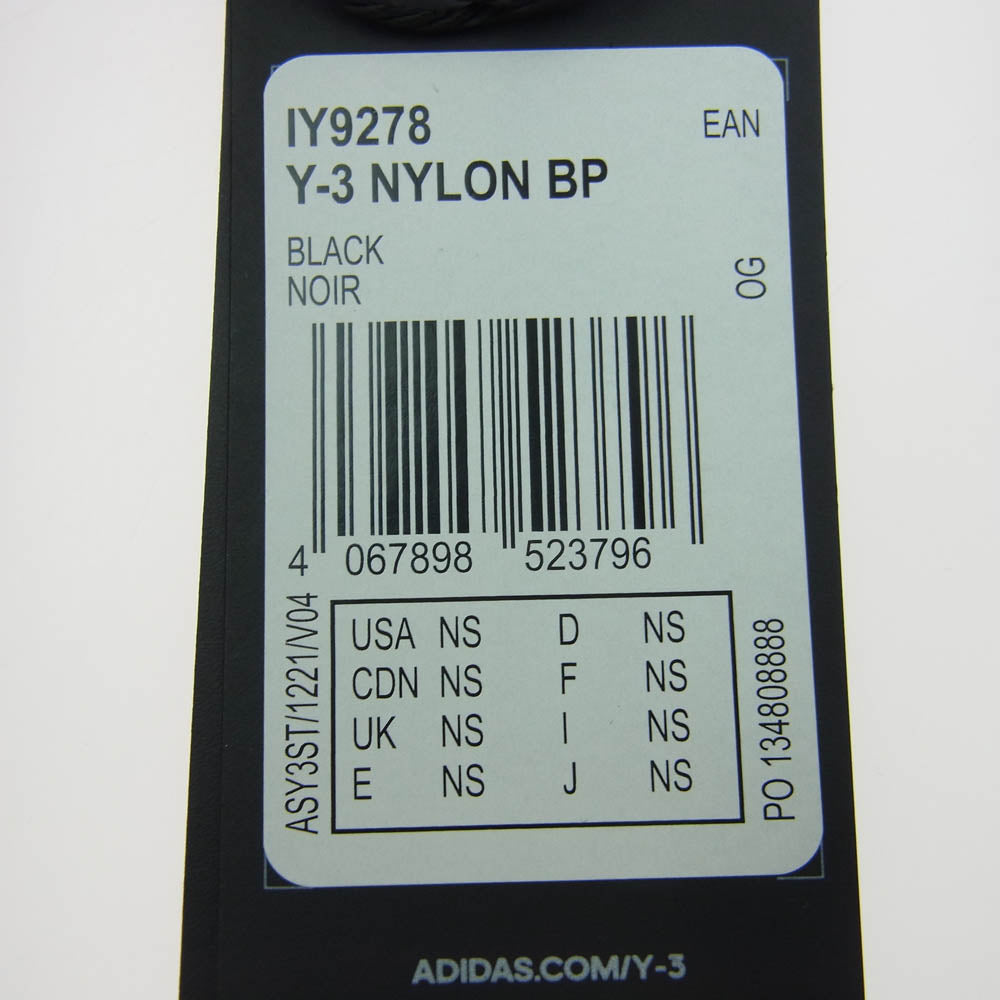 IY9278
EAN
Y-3 NYLON BP
BLACK
NOIR
OG
4 067898 523796
ASY3ST/1221/V04
USA NS D NS
CDN NS F NS
UK NS I NS
E NS J NS
PO 134808888
ADIDAS.COM/Y-3